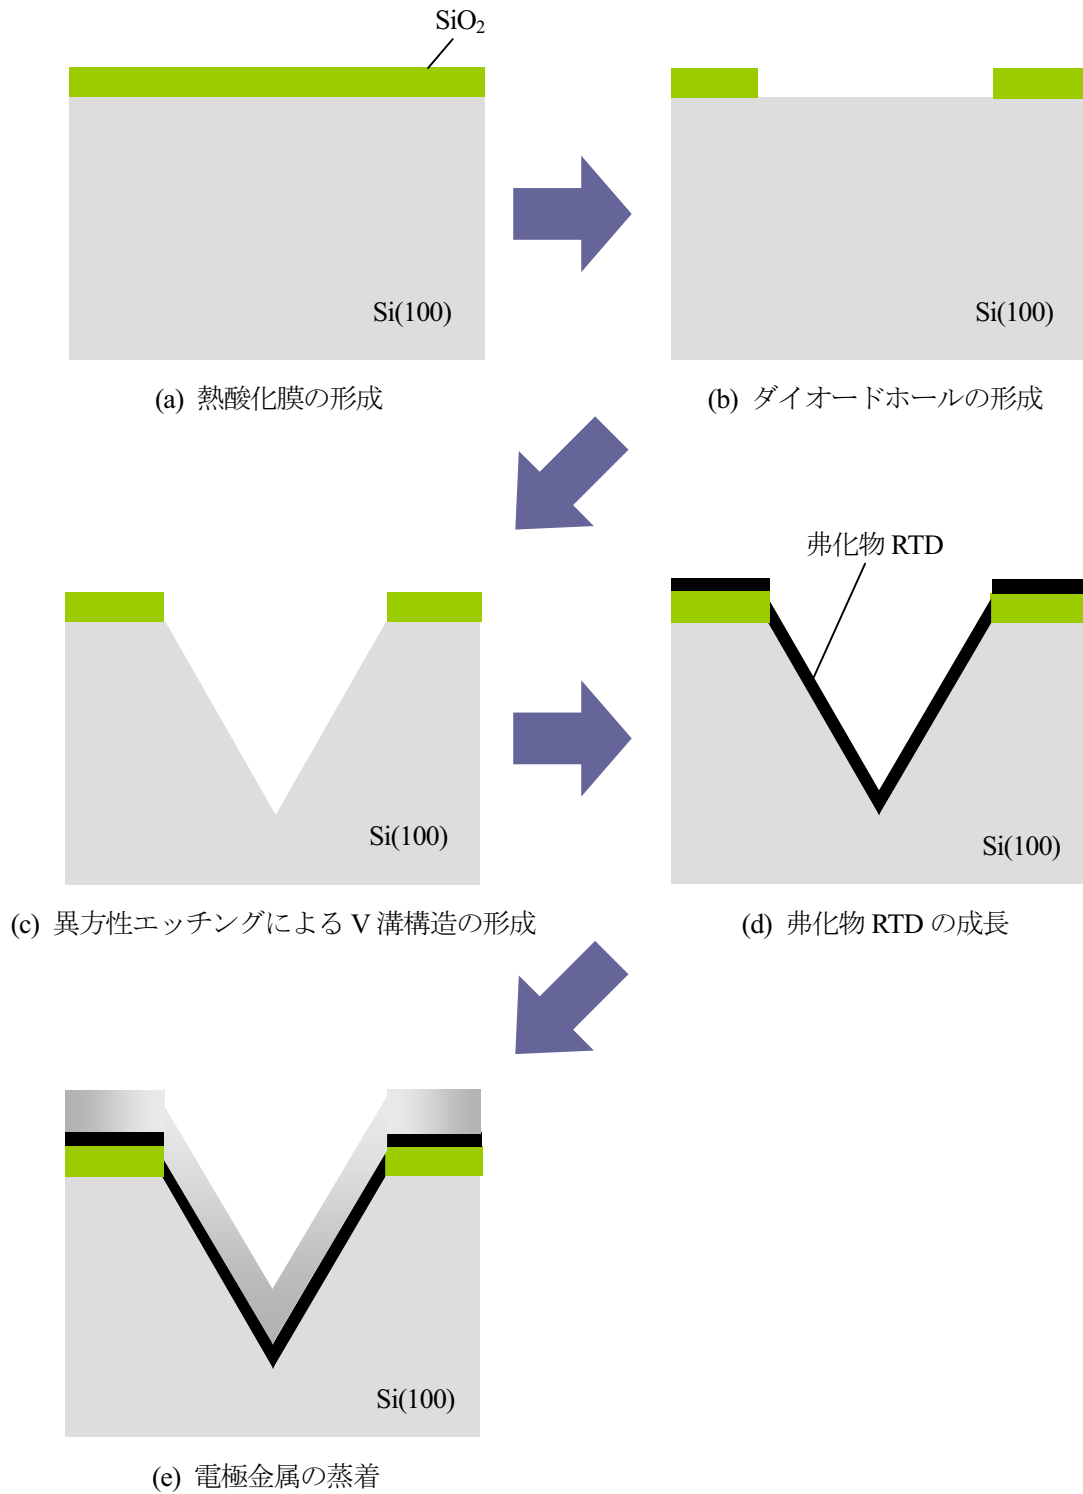 SiO₂
Si(100)
Si(100)
(a) 熱酸化膜の形成
(b) ダイオードホールの形成
弗化物 RTD
Si(100)
Si(100)
(c) 異方性エッチングによる V 溝構造の形成
(d) 弗化物 RTD の成長
Si(100)
(e) 電極金属の蒸着